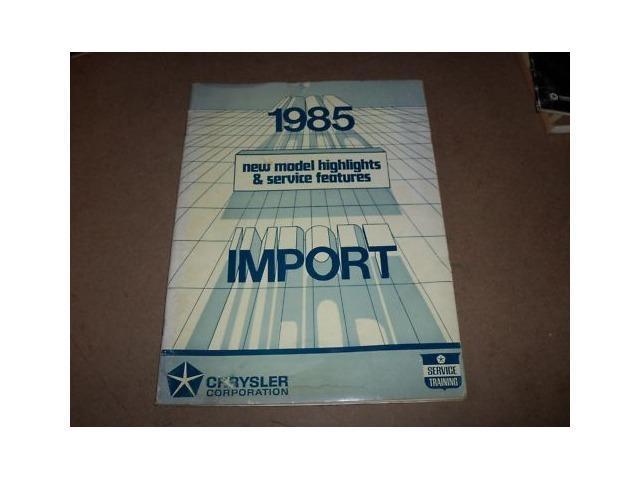 1985
new model highlights
& service features
IMPORT
CHRYSLER
CORPORATION
SERVICE
TRAINING